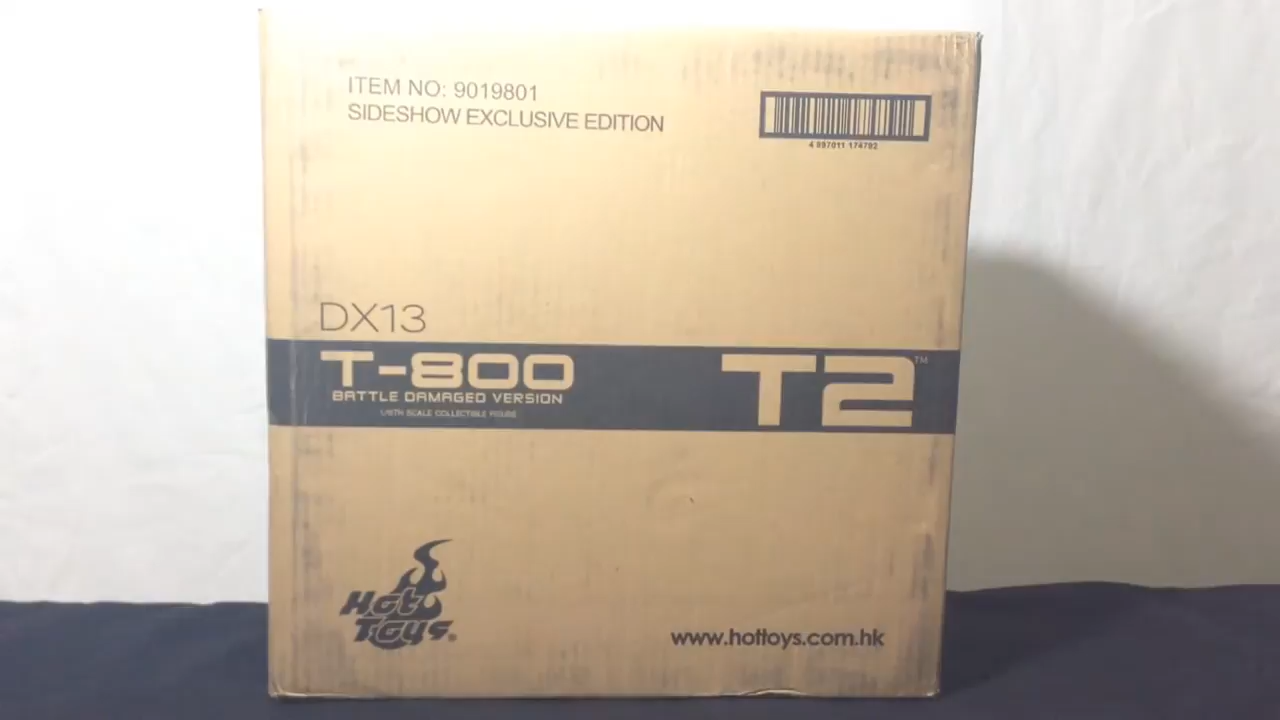 ITEM NO: 9019801
SIDESHOW EXCLUSIVE EDITION
4 897011 174792
DX13
T-800
BATTLE DAMAGED VERSION
1/6TH SCALE COLLECTIBLE FIGURE
T2™
Hot
Toys®
www.hottoys.com.hk